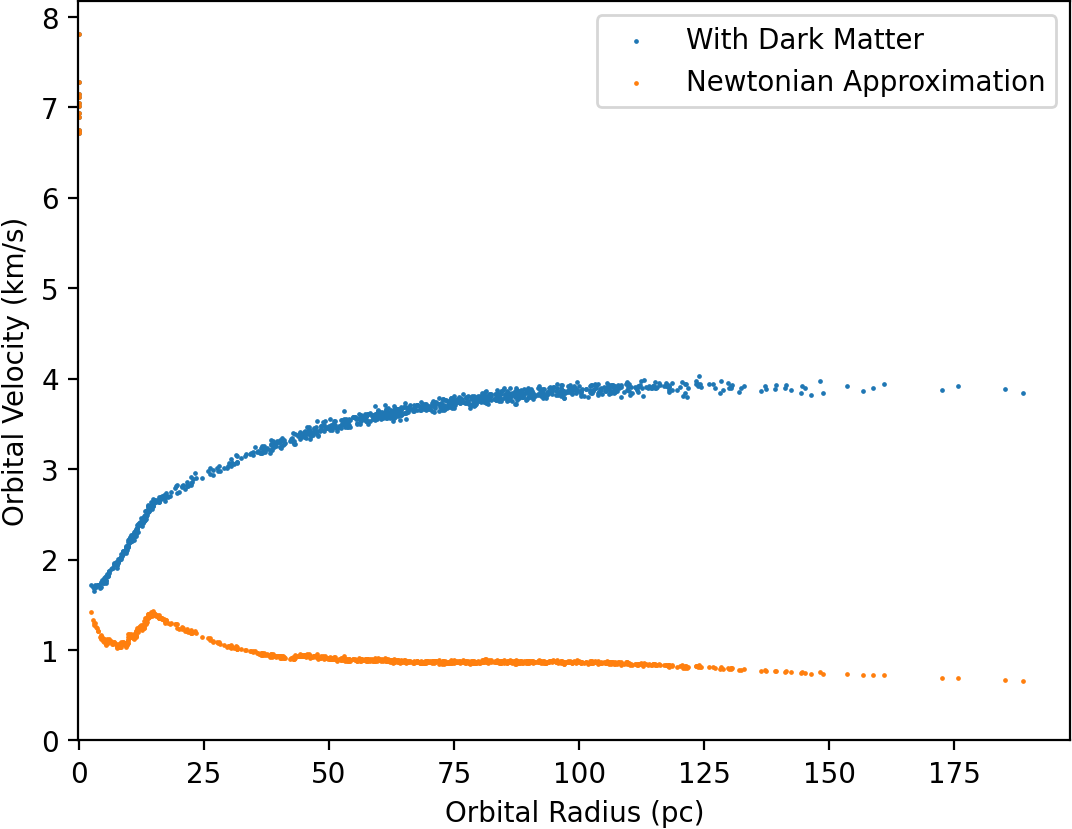 With Dark Matter
Newtonian Approximation
8
7
6
5
4
3
2
1
0
Orbital Velocity (km/s)
0 25 50 75 100 125 150 175
Orbital Radius (pc)